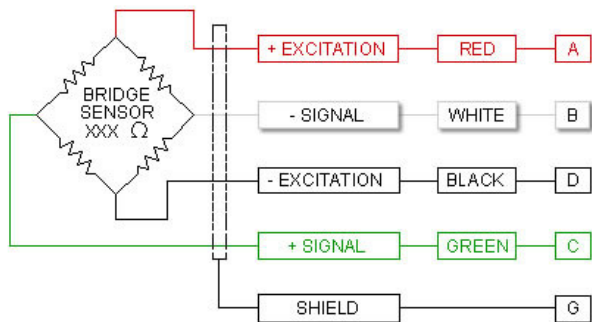 BRIDGE
SENSOR
XXX Ω
+ EXCITATION RED A
- SIGNAL WHITE B
- EXCITATION BLACK D
+ SIGNAL GREEN C
SHIELD G